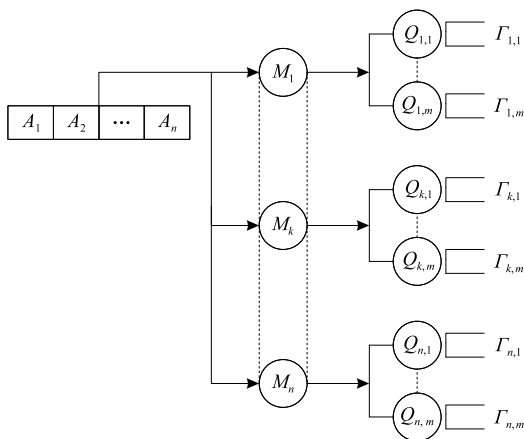 Q1,1 Γ1,1
M1
Q1,m Γ1,m
A1 A2 ··· An
Qk,1 Γk,1
Mk
Qk,m Γk,m
Qn,1 Γn,1
Mn
Qn, m Γn,m